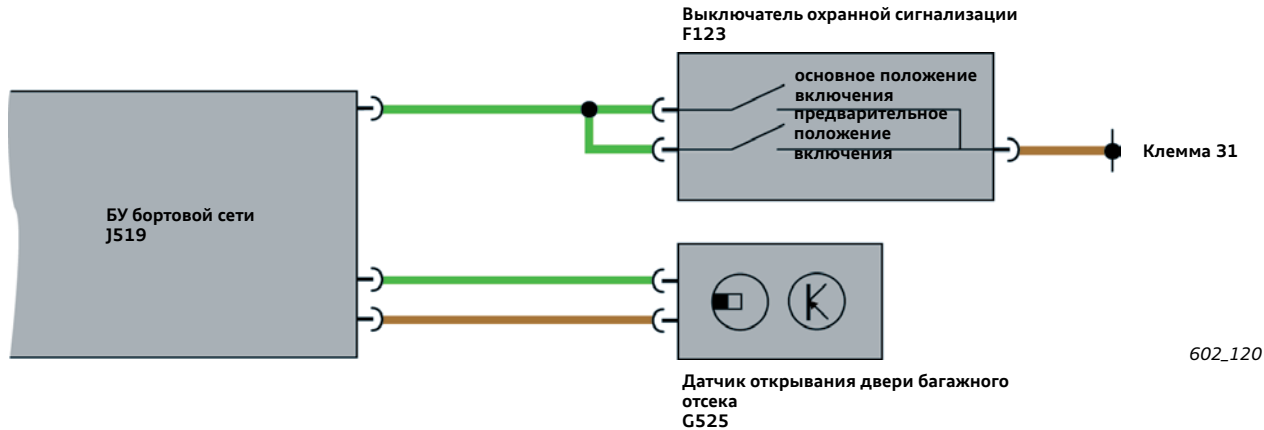 Выключатель охранной сигнализации
F123
основное положение
включения
предварительное
положение
включения
Клемма 31
БУ бортовой сети
J519
602_120
Датчик открывания двери багажного
отсека
G525